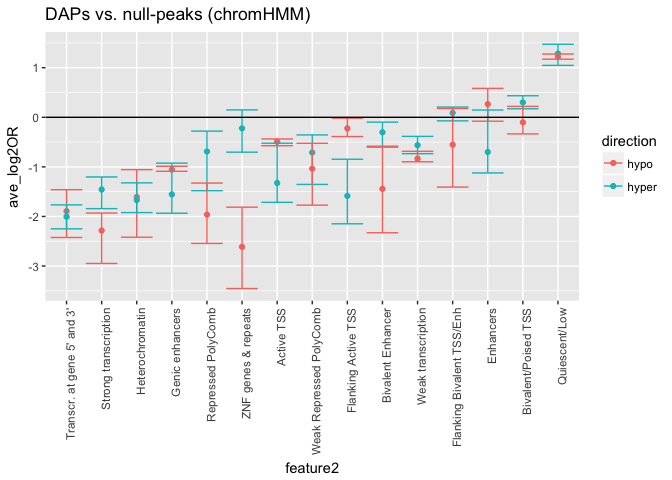 DAPs vs. null-peaks (chromHMM)
ave_log2OR
1
0
-1
-2
-3
Transcr. at gene 5' and 3'
Strong transcription
Heterochromatin
Genic enhancers
Repressed PolyComb
ZNF genes & repeats
Active TSS
Weak Repressed PolyComb
Flanking Active TSS
Bivalent Enhancer
Weak transcription
Flanking Bivalent TSS/Enh
Enhancers
Bivalent/Poised TSS
Quiescent/Low
feature2
direction
hypo
hyper